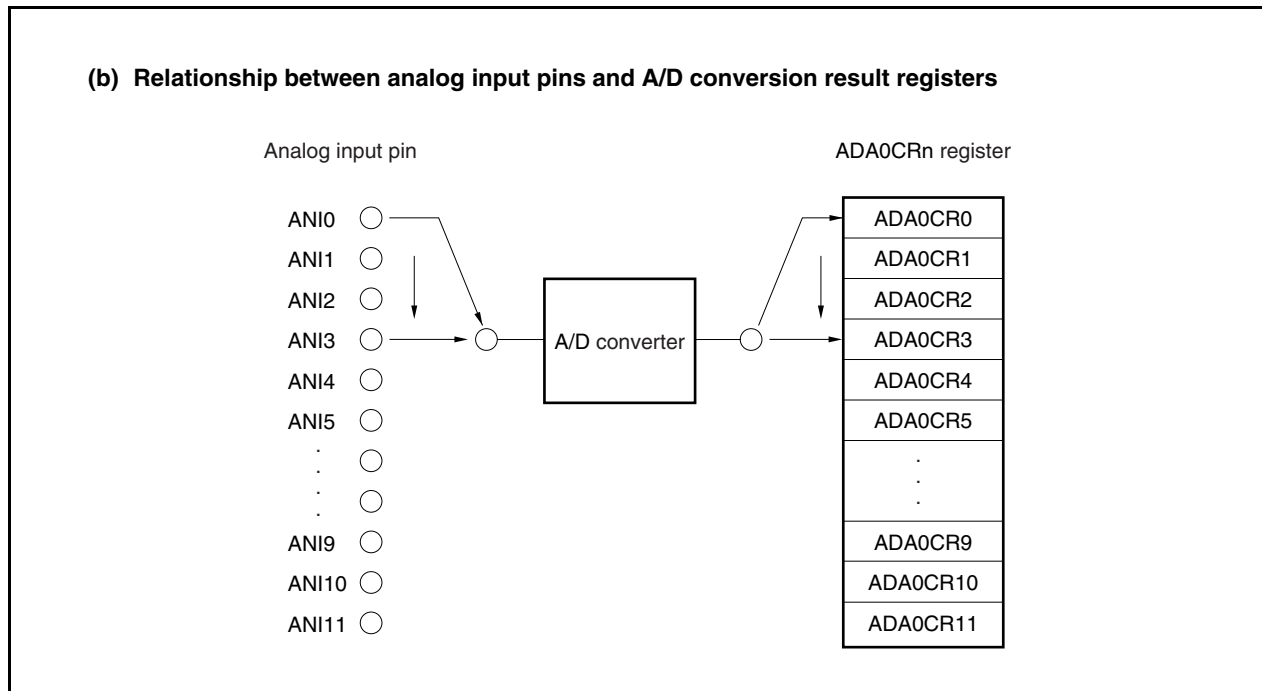 (b) Relationship between analog input pins and A/D conversion result registers
Analog input pin
ADA0CRn register
ANI0
ANI1
ANI2
ANI3
ANI4
ANI5
.
.
.
.
ANI9
ANI10
ANI11
A/D converter
ADA0CR0
ADA0CR1
ADA0CR2
ADA0CR3
ADA0CR4
ADA0CR5
.
.
.
ADA0CR9
ADA0CR10
ADA0CR11